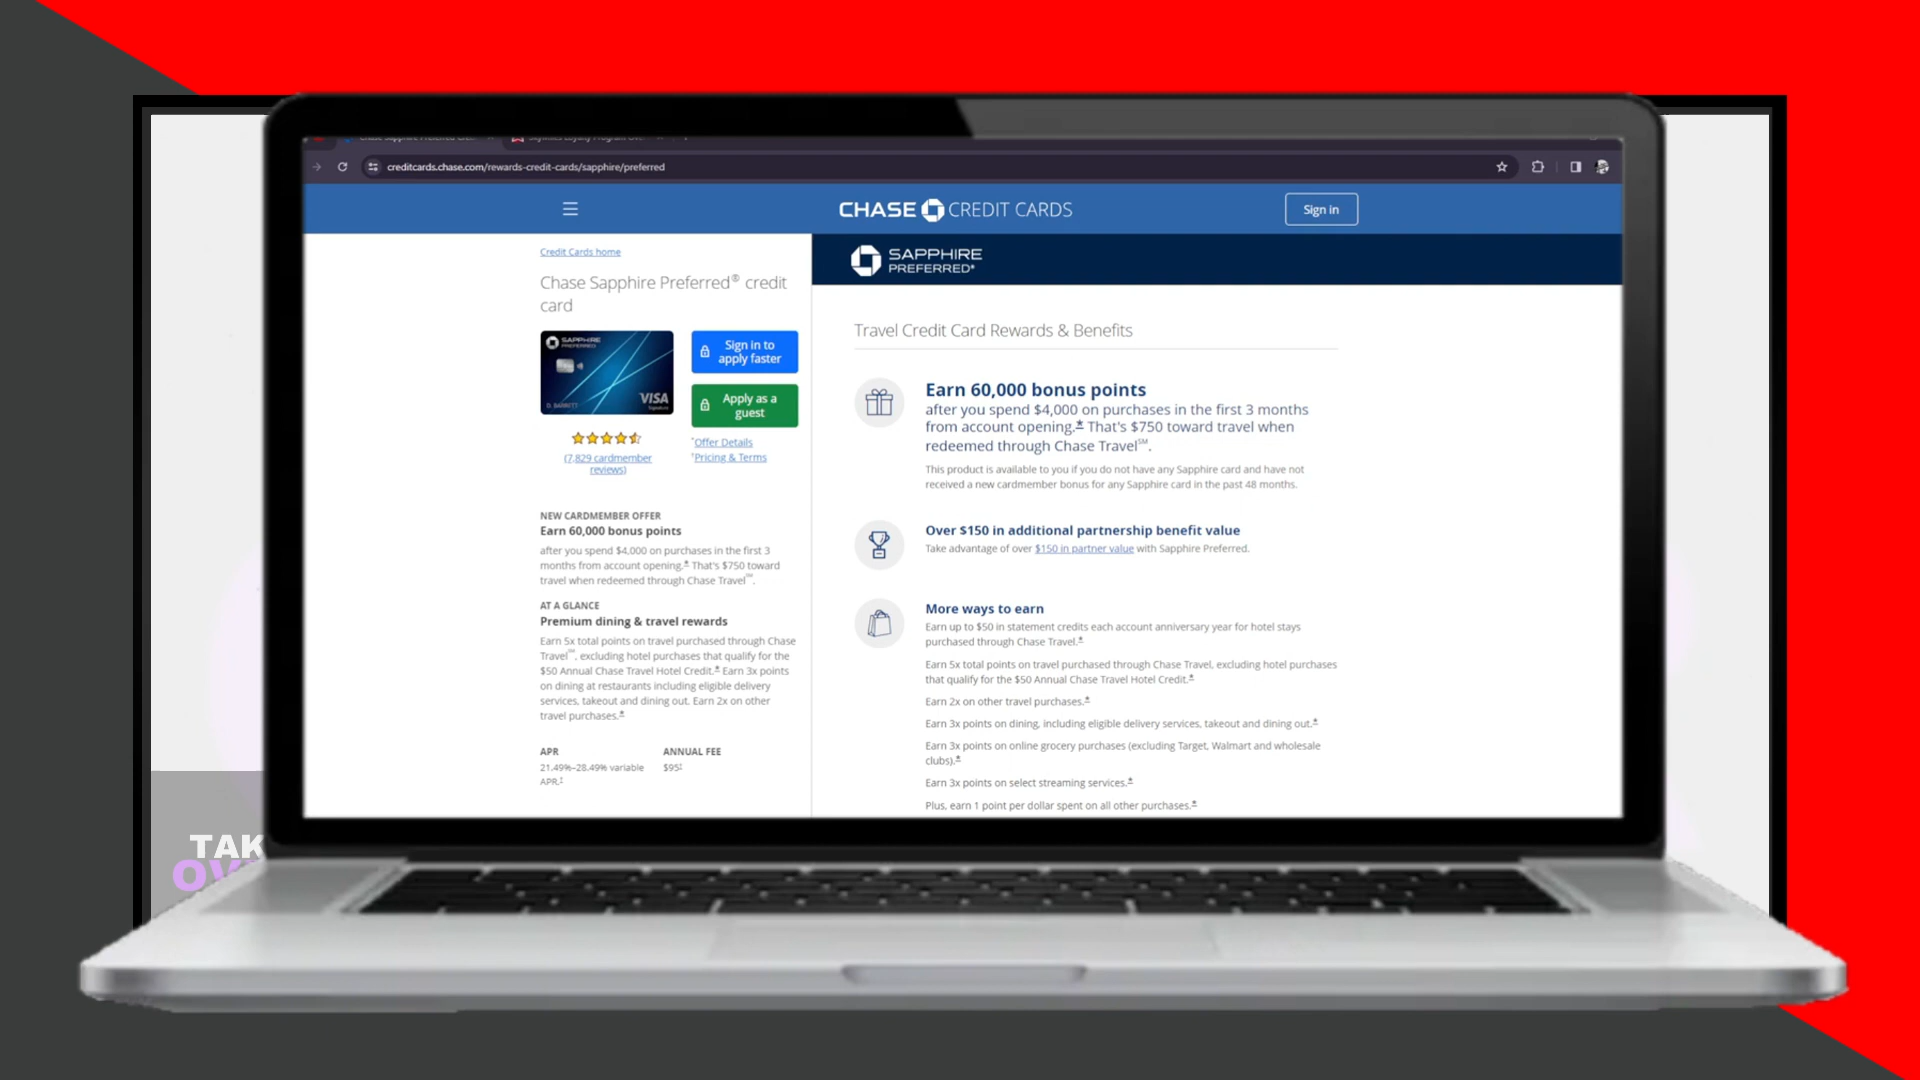 creditcards.chase.com/rewards-credit-cards/sapphire/preferred
CHASE CREDIT CARDS
Sign in
Credit Cards home
Chase Sapphire Preferred® credit
card
SAPPHIRE
PREFERRED
VISA
Sign in to
apply faster
Apply as a
guest
(7,829 cardmember
reviews)
*Offer Details
†Pricing & Terms
NEW CARDMEMBER OFFER
Earn 60,000 bonus points
after you spend $4,000 on purchases in the first 3
months from account opening.* That's $750 toward
travel when redeemed through Chase Travel℠.
AT A GLANCE
Premium dining & travel rewards
Earn 5x total points on travel purchased through Chase
Travel℠, excluding hotel purchases that qualify for the
$50 Annual Chase Travel Hotel Credit.* Earn 3x points
on dining at restaurants including eligible delivery
services, takeout and dining out. Earn 2x on other
travel purchases.*
APR
21.49%–28.49% variable
APR.†
ANNUAL FEE
$95†
SAPPHIRE
PREFERRED®
Travel Credit Card Rewards & Benefits
Earn 60,000 bonus points
after you spend $4,000 on purchases in the first 3 months
from account opening.* That's $750 toward travel when
redeemed through Chase Travel℠.
This product is available to you if you do not have any Sapphire card and have not
received a new cardmember bonus for any Sapphire card in the past 48 months.
Over $150 in additional partnership benefit value
Take advantage of over $150 in partner value with Sapphire Preferred.
More ways to earn
Earn up to $50 in statement credits each account anniversary year for hotel stays
purchased through Chase Travel.*
Earn 5x total points on travel purchased through Chase Travel, excluding hotel purchases
that qualify for the $50 Annual Chase Travel Hotel Credit.*
Earn 2x on other travel purchases.*
Earn 3x points on dining, including eligible delivery services, takeout and dining out.*
Earn 3x points on online grocery purchases (excluding Target, Walmart and wholesale
clubs).*
Earn 3x points on select streaming services.*
Plus, earn 1 point per dollar spent on all other purchases.*
TAK